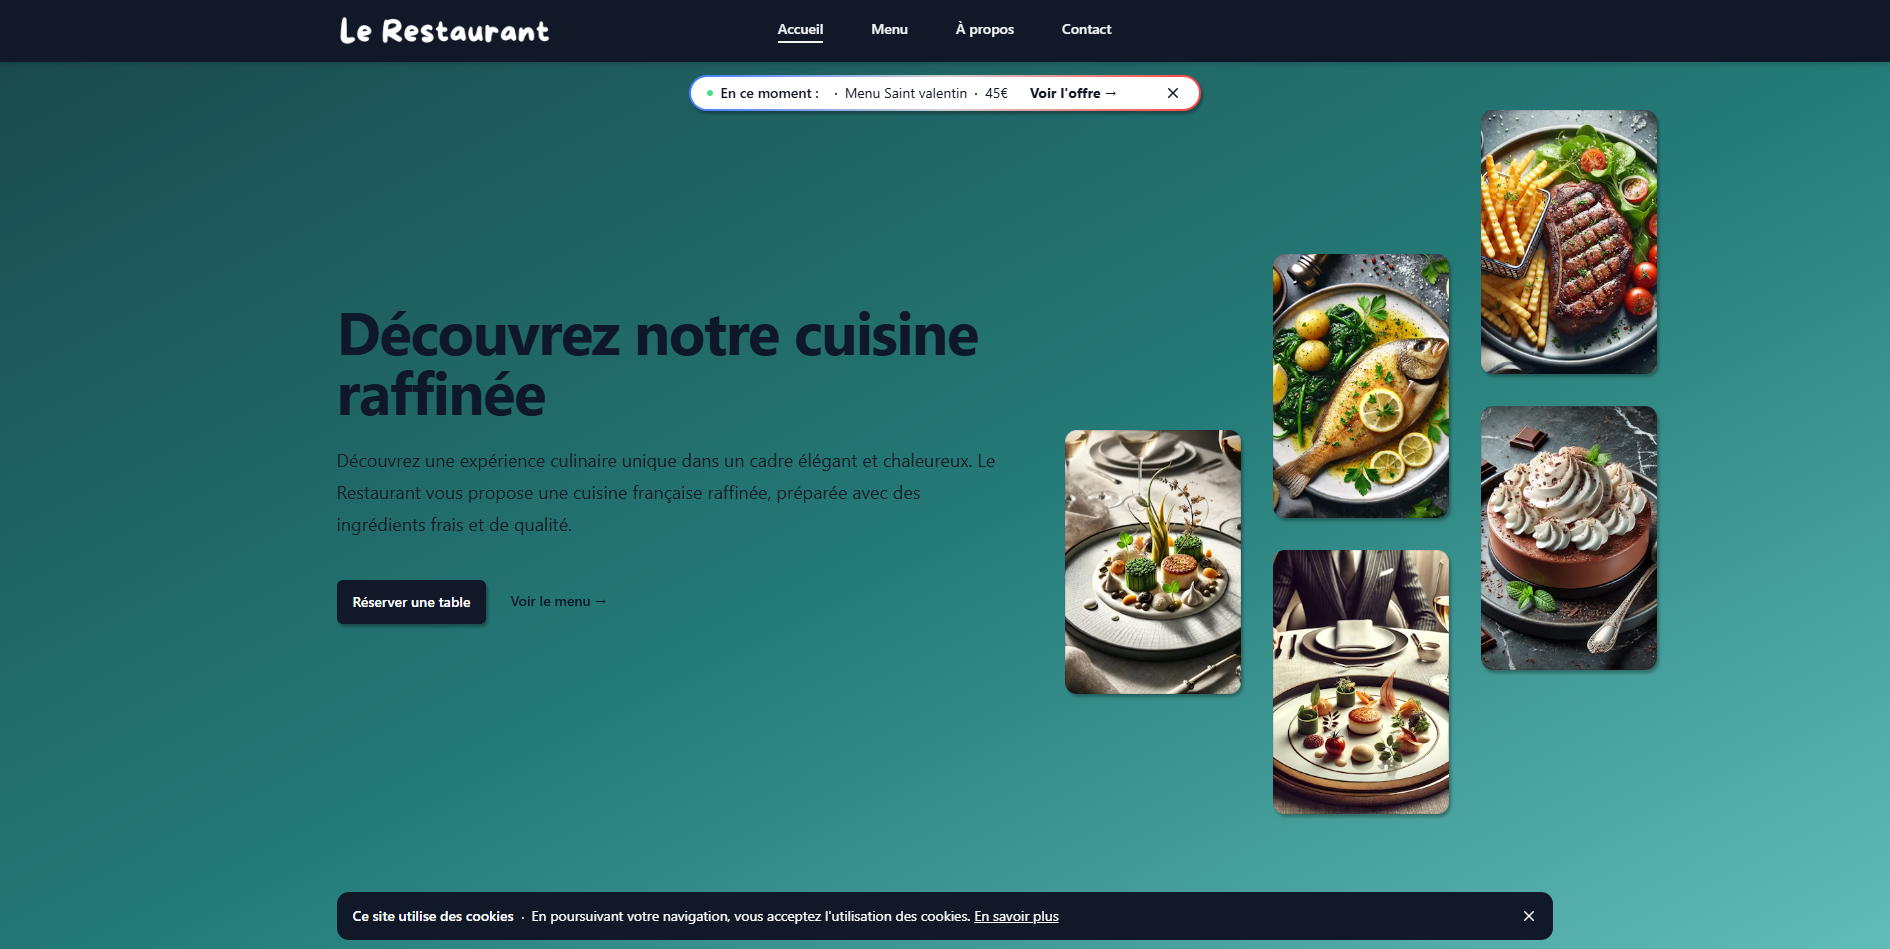 Le Restaurant
Accueil Menu À propos Contact
En ce moment : · Menu Saint valentin · 45€ Voir l'offre →
Découvrez notre cuisine
raffinée
Découvrez une expérience culinaire unique dans un cadre élégant et chaleureux. Le
Restaurant vous propose une cuisine française raffinée, préparée avec des
ingrédients frais et de qualité.
Réserver une table Voir le menu →
Ce site utilise des cookies · En poursuivant votre navigation, vous acceptez l'utilisation des cookies. En savoir plus